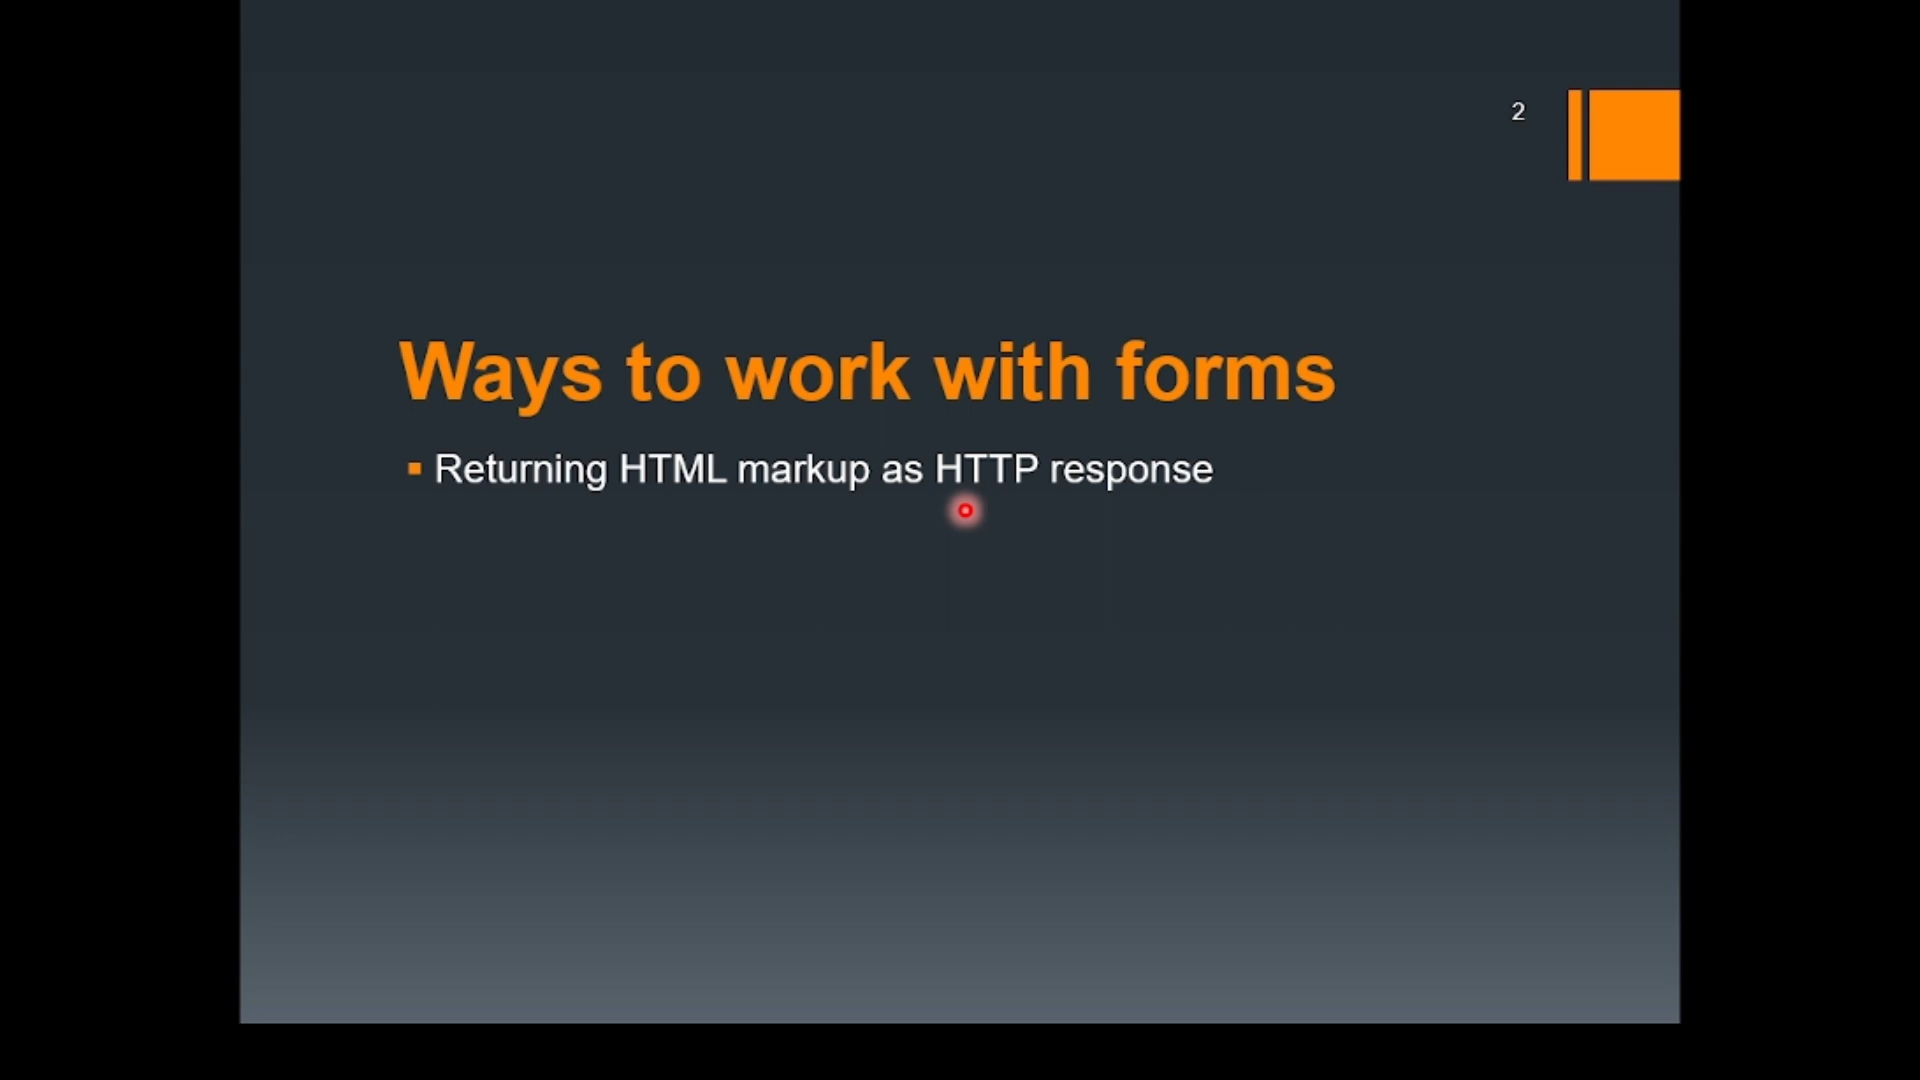 2
Ways to work with forms
▪ Returning HTML markup as HTTP response